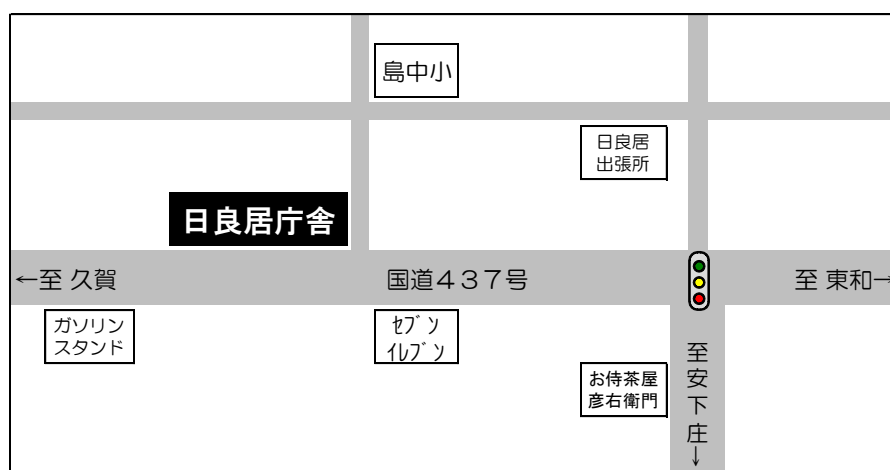 島中小
日良居
出張所
日良居庁舎
←至 久賀
国道４３７号
至 東和→
ガソリン
スタンド
ｾﾌﾞﾝ
ｲﾚﾌﾞﾝ
お侍茶屋
彦右衛門
至安下庄↓